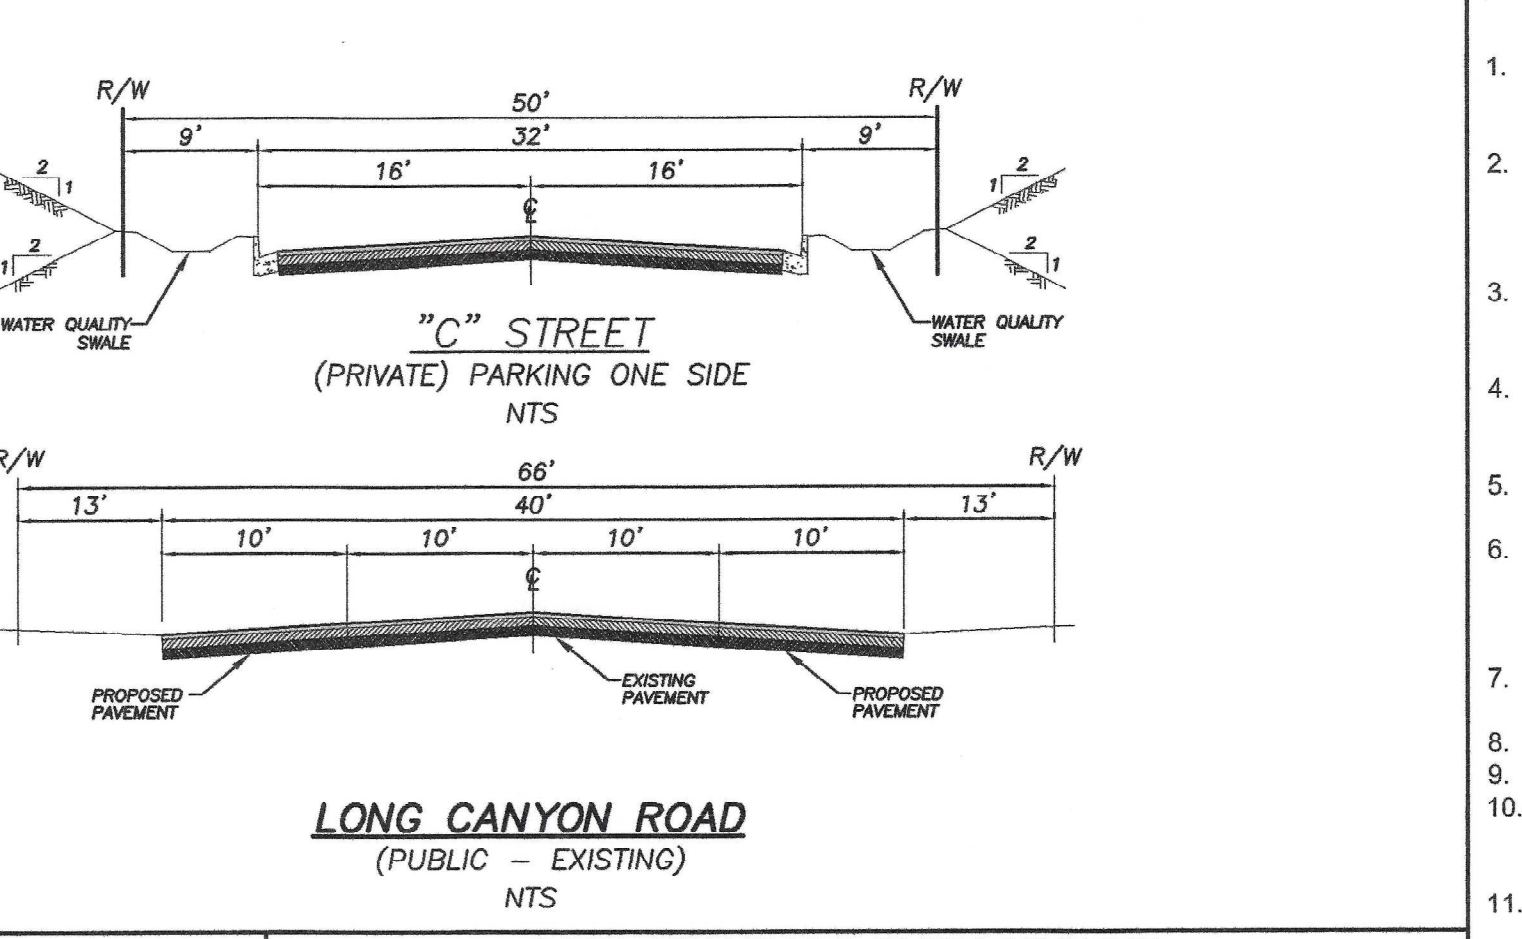 R/W
R/W
50'
9'
32'
9'
16'
16'
℄
2
1
2
1
2
1
2
1
WATER QUALITY
SWALE
WATER QUALITY
SWALE
"C" STREET
(PRIVATE) PARKING ONE SIDE
NTS
R/W
R/W
66'
13'
40'
13'
10'
10'
10'
10'
℄
PROPOSED
PAVEMENT
EXISTING
PAVEMENT
PROPOSED
PAVEMENT
LONG CANYON ROAD
(PUBLIC – EXISTING)
NTS
1.
2.
3.
4.
5.
6.
7.
8.
9.
10.
11.